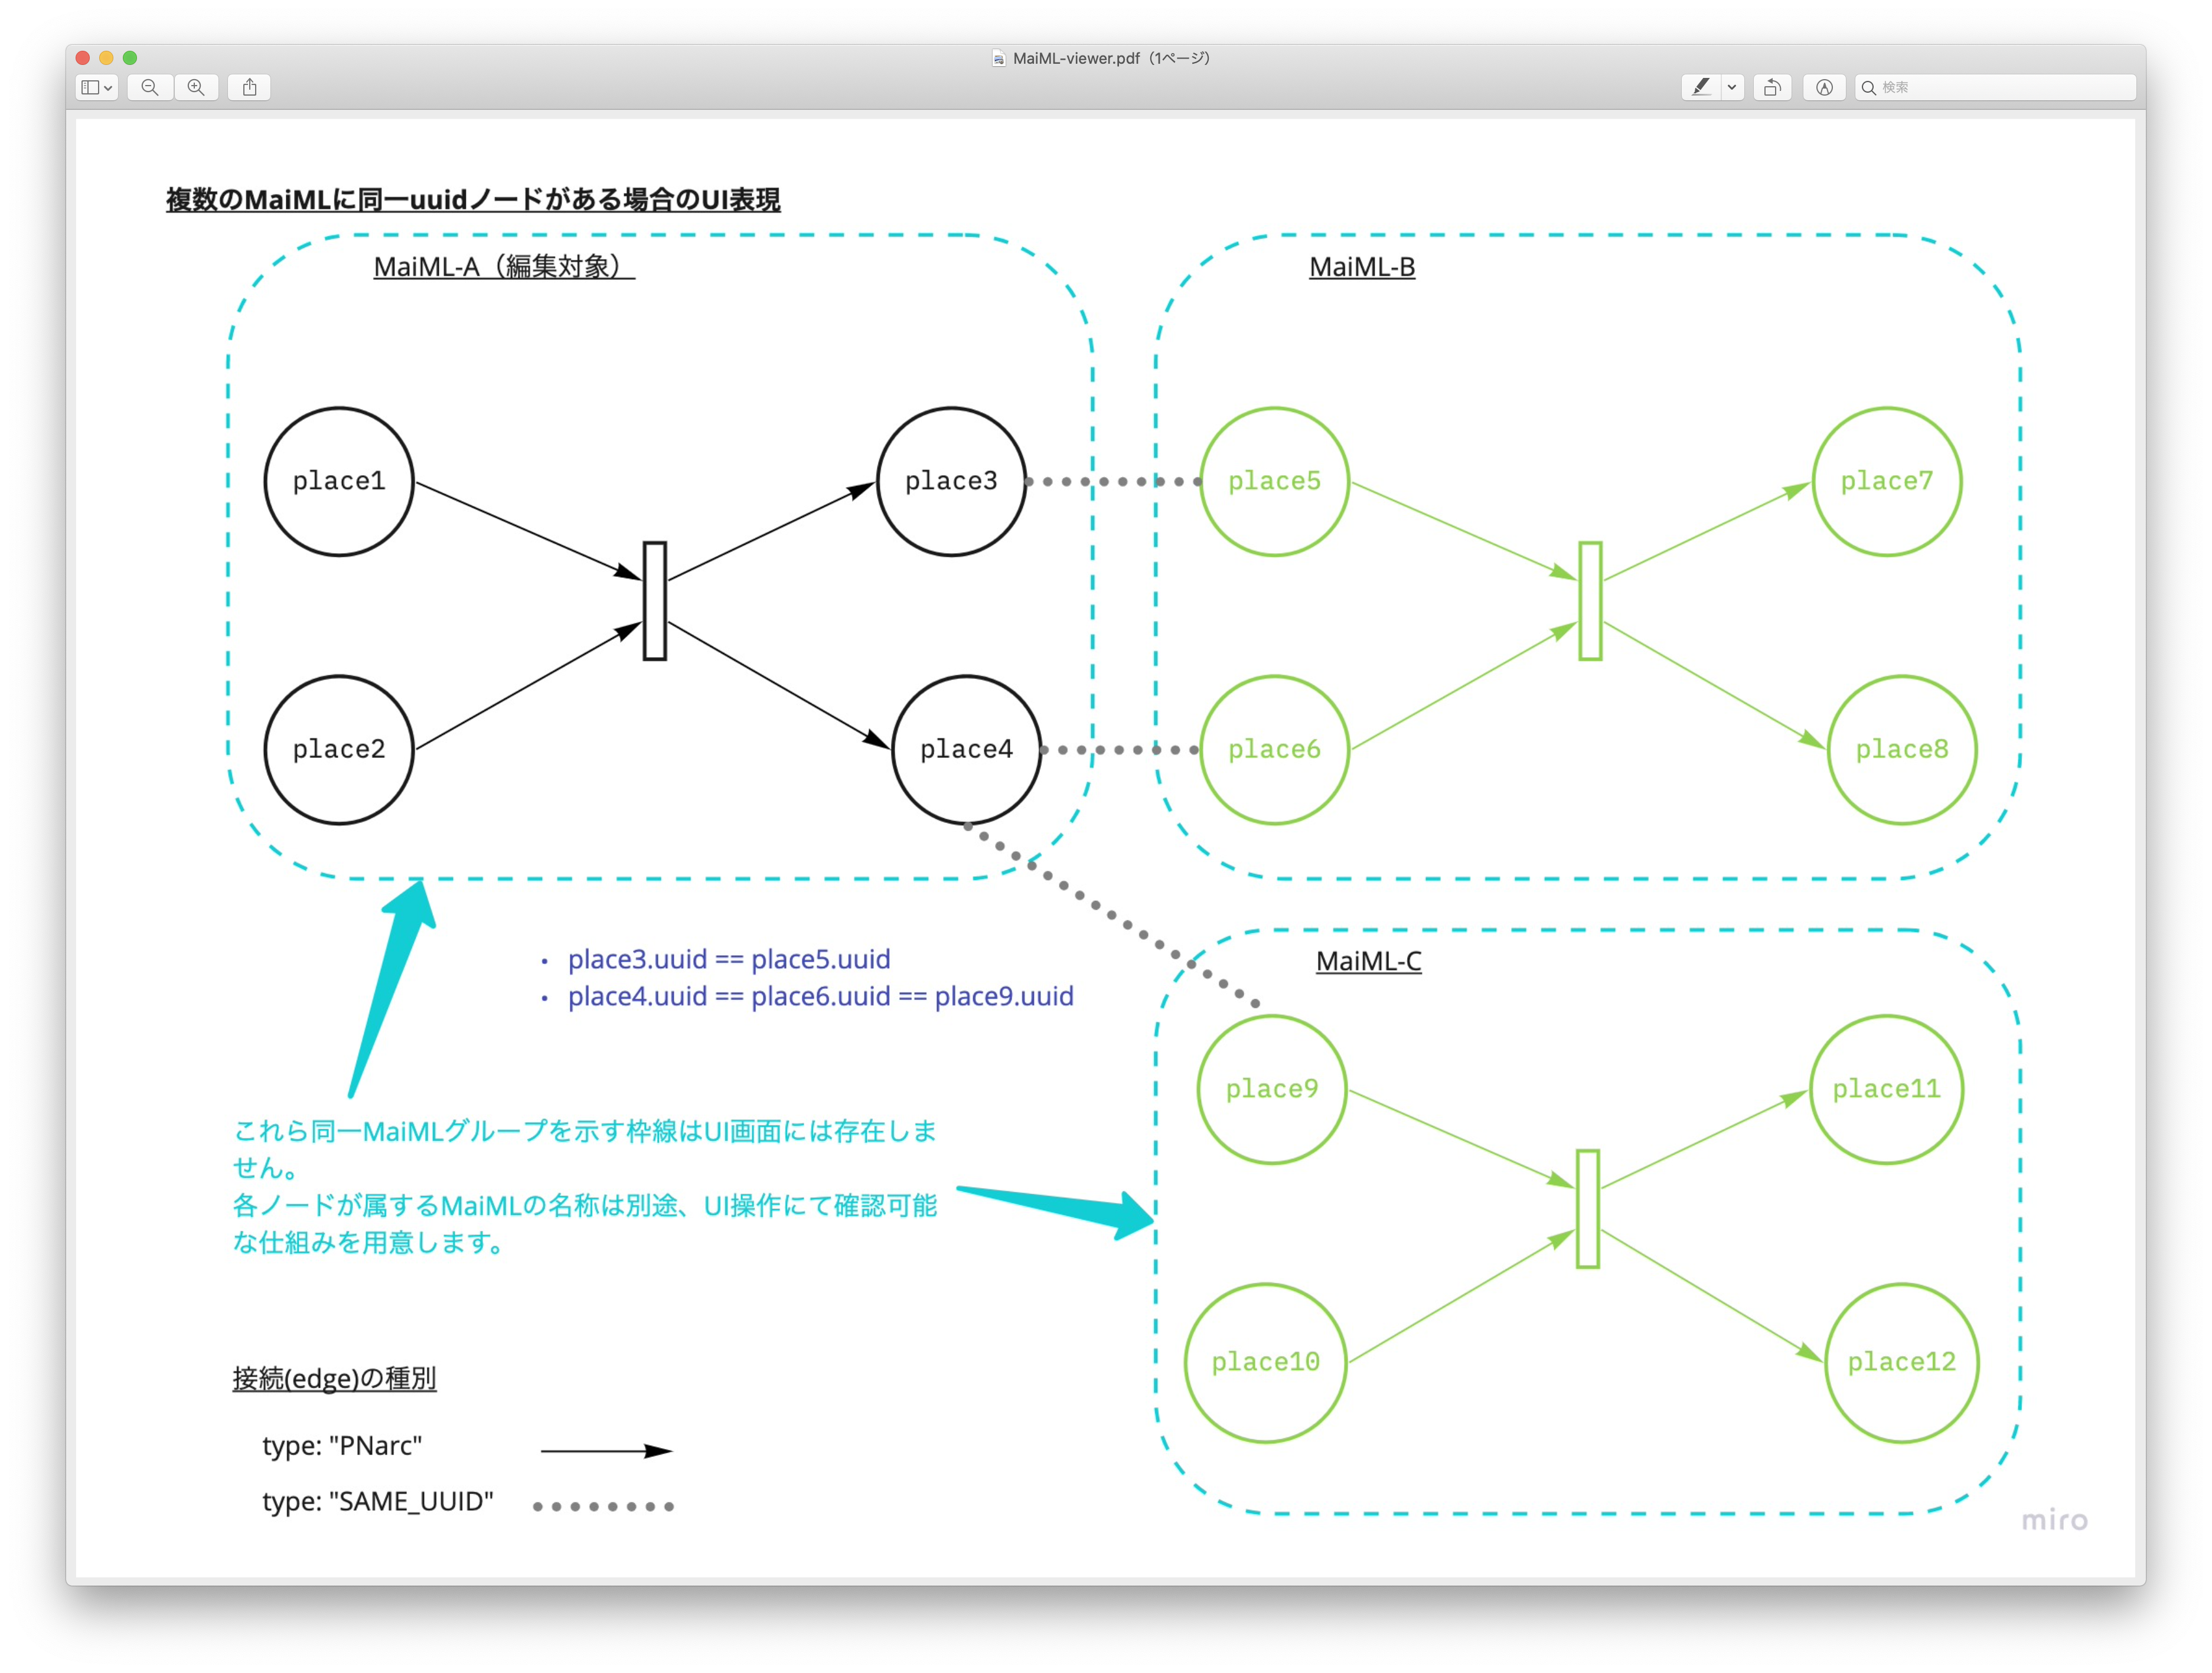 MaiML-viewer.pdf（1ページ）
検索
複数のMaiMLに同一uuidノードがある場合のUI表現
MaiML-A（編集対象）
MaiML-B
place1
place3
place5
place7
place2
place4
place6
place8
• place3.uuid == place5.uuid
• place4.uuid == place6.uuid == place9.uuid
MaiML-C
place9
place11
place10
place12
これら同一MaiMLグループを示す枠線はUI画面には存在しま
せん。
各ノードが属するMaiMLの名称は別途、UI操作にて確認可能
な仕組みを用意します。
接続(edge)の種別
type: "PNarc"
type: "SAME_UUID"
miro